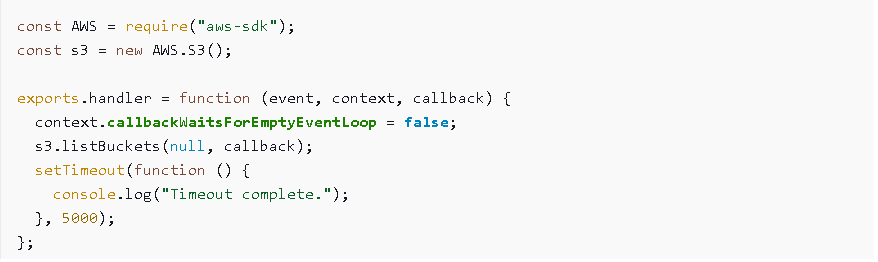 const AWS = require("aws-sdk");
const s3 = new AWS.S3();

exports.handler = function (event, context, callback) {
  context.callbackWaitsForEmptyEventLoop = false;
  s3.listBuckets(null, callback);
  setTimeout(function () {
    console.log("Timeout complete.");
  }, 5000);
};